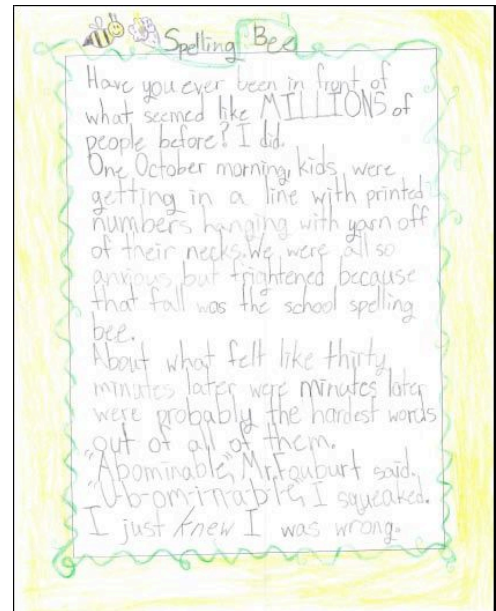 Spelling Bee
Have you ever been in front of
what seemed like MILLIONS of
people before? I did.
One October morning, kids were
getting in a line with printed
numbers hanging with yarn off
of their necks. We were all so
anxious but frightened because
that fall was the school spelling
bee.
About what felt like thirty
minutes later were minutes later
were probably the hardest words
out of all of them.
"Abominable," Mr. Fouburt said.
"O-b-o-m-i-n-a-b-l-e," I squeaked.
I just knew I was wrong.